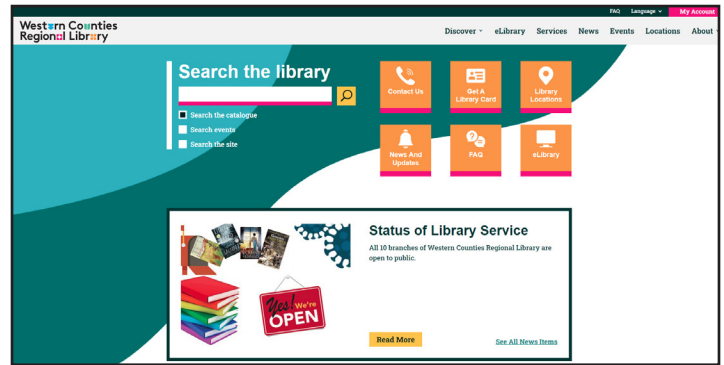 FAQ Language My Account
Western Counties
Regional Library
Discover eLibrary Services News Events Locations About
Search the library
Search the catalogue
Search events
Search the site
Contact Us
Get A
Library Card
Library
Locations
News And
Updates
FAQ
eLibrary
Status of Library Service
All 10 branches of Western Counties Regional Library are
open to public.
Yes! We're
OPEN
Read More
See All News Items